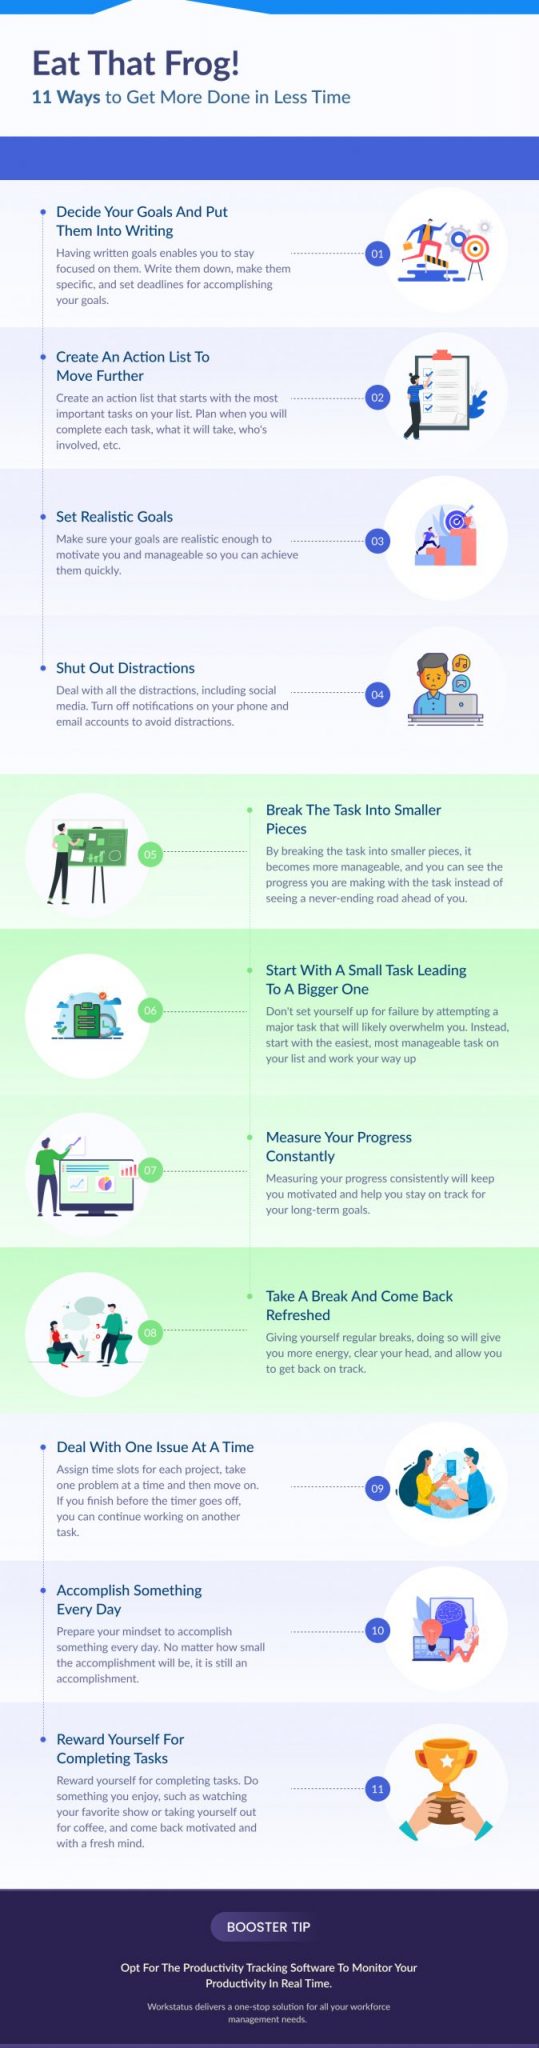 Eat That Frog!
11 Ways to Get More Done in Less Time
Decide Your Goals And Put
Them Into Writing
Having written goals enables you to stay
focused on them. Write them down, make them
specific, and set deadlines for accomplishing
your goals.
01
Create An Action List To
Move Further
Create an action list that starts with the most
important tasks on your list. Plan when you will
complete each task, what it will take, who's
involved, etc.
02
Set Realistic Goals
Make sure your goals are realistic enough to
motivate you and manageable so you can achieve
them quickly.
03
Shut Out Distractions
Deal with all the distractions, including social
media. Turn off notifications on your phone and
email accounts to avoid distractions.
04
05
Break The Task Into Smaller
Pieces
By breaking the task into smaller pieces, it
becomes more manageable, and you can see the
progress you are making with the task instead of
seeing a never-ending road ahead of you.
06
Start With A Small Task Leading
To A Bigger One
Don't set yourself up for failure by attempting a
major task that will likely overwhelm you. Instead,
start with the easiest, most manageable task on
your list and work your way up
07
Measure Your Progress
Constantly
Measuring your progress consistently will keep
you motivated and help you stay on track for
your long-term goals.
08
Take A Break And Come Back
Refreshed
Giving yourself regular breaks, doing so will give
you more energy, clear your head, and allow you
to get back on track.
Deal With One Issue At A Time
Assign time slots for each project, take
one problem at a time and then move on.
If you finish before the timer goes off,
you can continue working on another
task.
09
Accomplish Something
Every Day
Prepare your mindset to accomplish
something every day. No matter how small
the accomplishment will be, it is still an
accomplishment.
10
Reward Yourself For
Completing Tasks
Reward yourself for completing tasks. Do
something you enjoy, such as watching
your favorite show or taking yourself out
for coffee, and come back motivated and
with a fresh mind.
11
BOOSTER TIP
Opt For The Productivity Tracking Software To Monitor Your
Productivity In Real Time.
Workstatus delivers a one-stop solution for all your workforce
management needs.